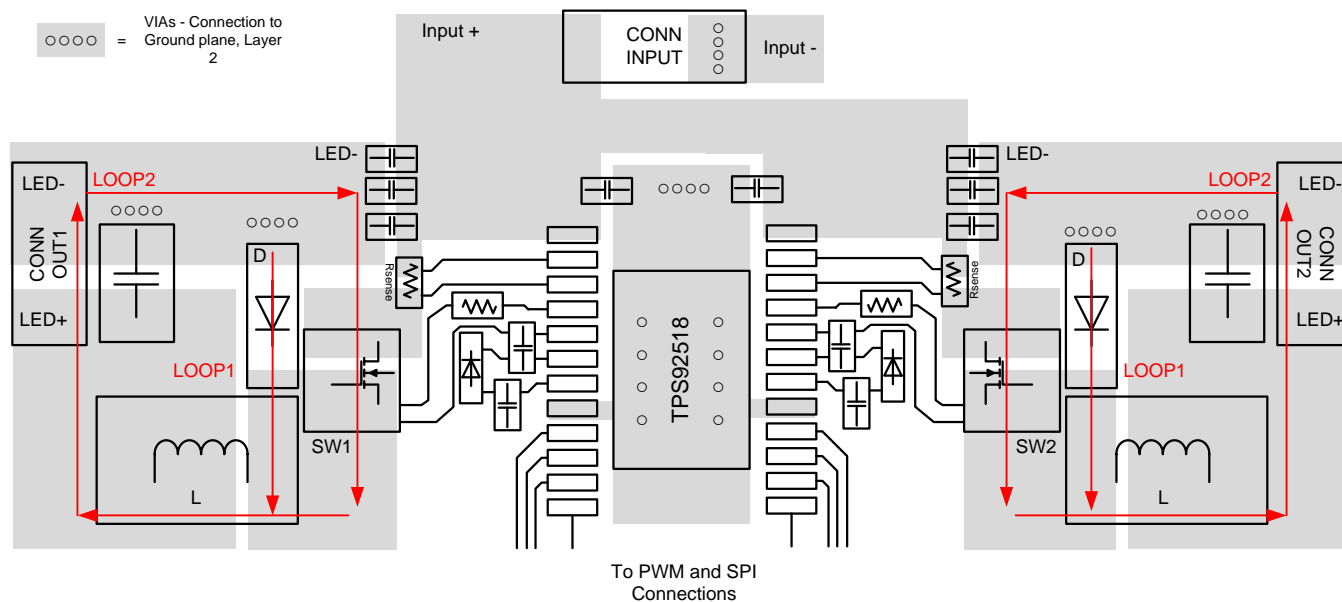 VIAs - Connection to
= Ground plane, Layer
2
Input +
CONN
INPUT
Input -
LED-
LED-
LED-
LOOP2
LOOP2
LED-
CONN
OUT1
D
Rsense
Rsense
D
CONN
OUT2
LED+
LED+
LOOP1
TPS92518
LOOP1
SW1
SW2
L
L
To PWM and SPI
Connections